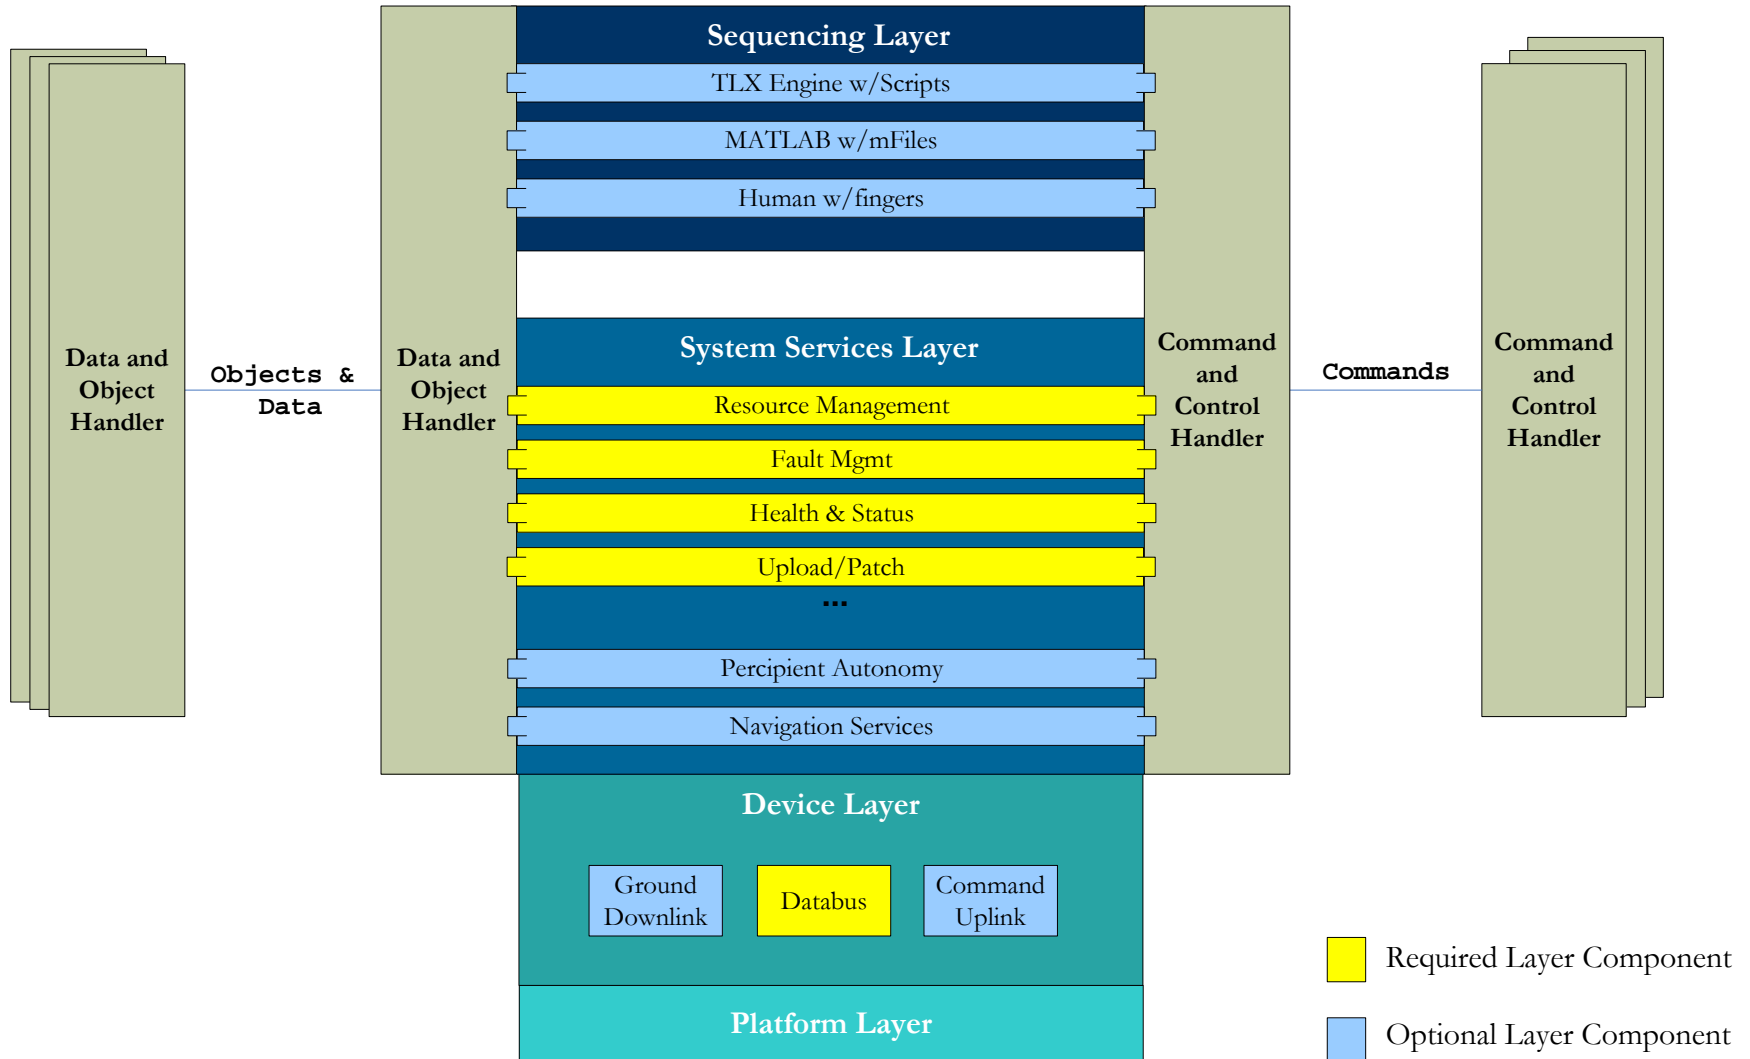 Sequencing Layer
TLX Engine w/Scripts
MATLAB w/mFiles
Human w/fingers
Data and
Object
Handler
Objects &
Data
Data and
Object
Handler
System Services Layer
Resource Management
Fault Mgmt
Health & Status
Upload/Patch
...
Percipient Autonomy
Navigation Services
Command
and
Control
Handler
Commands
Command
and
Control
Handler
Device Layer
Ground
Downlink
Databus
Command
Uplink
Platform Layer
Required Layer Component
Optional Layer Component